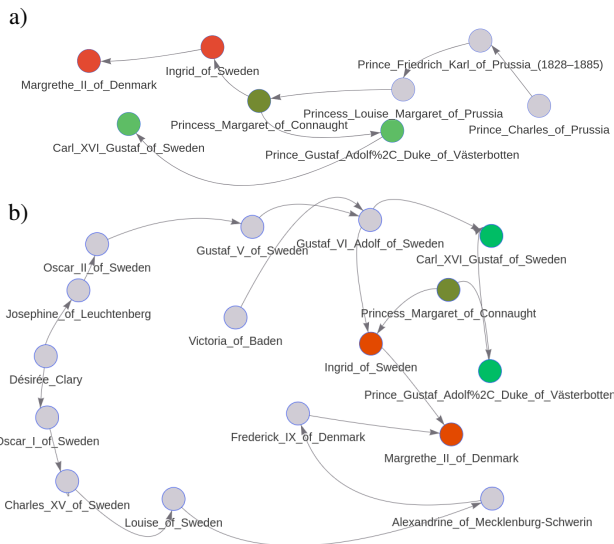 a)
Prince_Friedrich_Karl_of_Prussia_(1828–1885)
Ingrid_of_Sweden
Margrethe_II_of_Denmark
Princess_Louise_Margaret_of_Prussia
Princess_Margaret_of_Connaught
Prince_Charles_of_Prussia
Carl_XVI_Gustaf_of_Sweden
Prince_Gustaf_Adolf%2C_Duke_of_Västerbotten
b)
Gustaf_VI_Adolf_of_Sweden
Gustaf_V_of_Sweden
Carl_XVI_Gustaf_of_Sweden
Oscar_II_of_Sweden
Josephine_of_Leuchtenberg
Princess_Margaret_of_Connaught
Victoria_of_Baden
Ingrid_of_Sweden
Désirée_Clary
Prince_Gustaf_Adolf%2C_Duke_of_Västerbotten
Frederick_IX_of_Denmark
Oscar_I_of_Sweden
Margrethe_II_of_Denmark
Charles_XV_of_Sweden
Louise_of_Sweden
Alexandrine_of_Mecklenburg-Schwerin